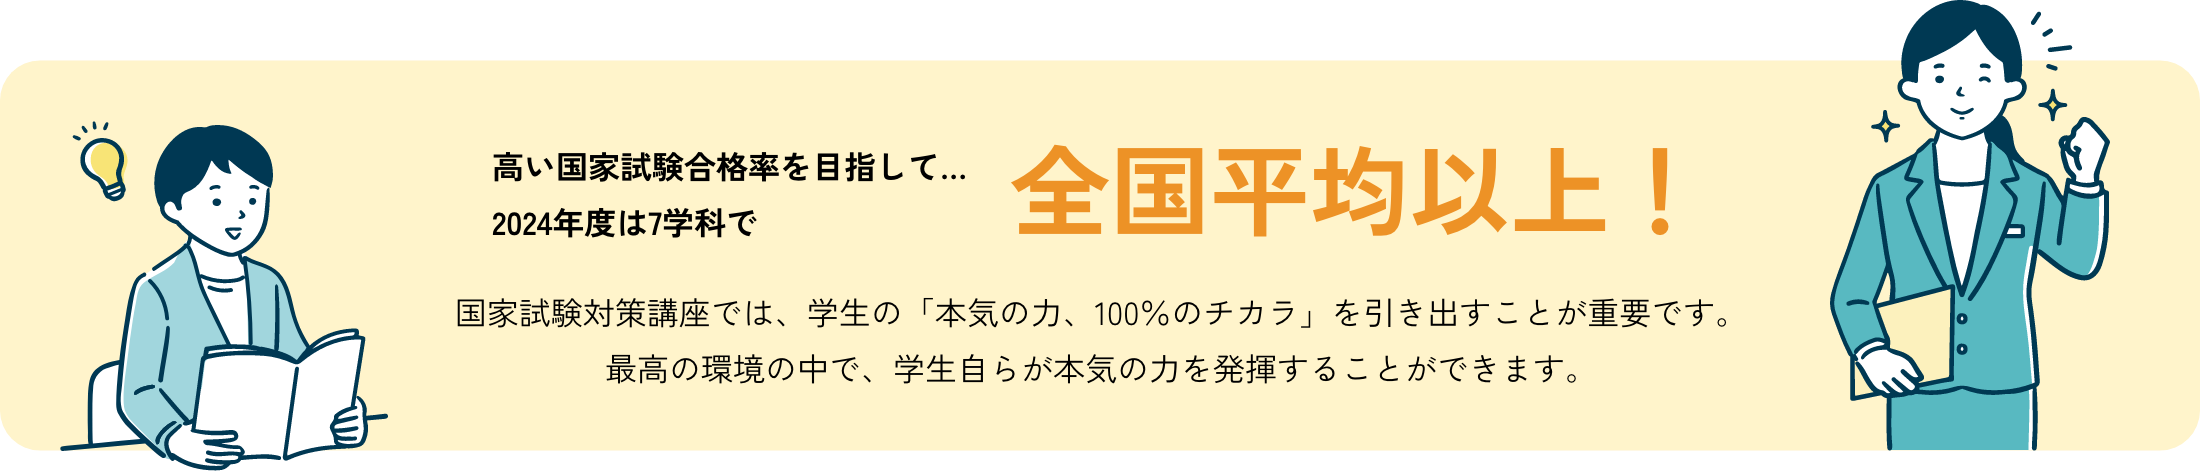 高い国家試験合格率を目指して...
2024年度は7学科で
全国平均以上！
国家試験対策講座では、学生の「本気の力、100%のチカラ」を引き出すことが重要です。
最高の環境の中で、学生自らが本気の力を発揮することができます。